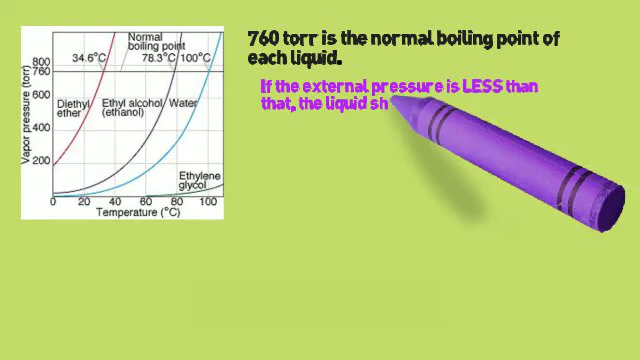 760 torr is the normal boiling point of
each liquid.
If the external pressure is LESS than
that, the liquid sh
Normal
boiling point
34.6°C 78.3°C 100°C
800
760
600
400
200
Vapor pressure (torr)
Diethyl
ether
Ethyl alcohol
(ethanol)
Water
Ethylene
glycol
0 20 40 60 80 100
Temperature (°C)